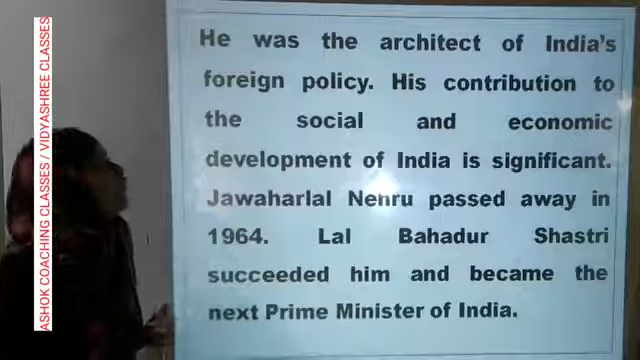 ASHOK COACHING CLASSES / VIDYASHREE CLASSES
He was the architect of India's
foreign policy. His contribution to
the social and economic
development of India is significant.
Jawaharlal Nehru passed away in
1964. Lal Bahadur Shastri
succeeded him and became the
next Prime Minister of India.